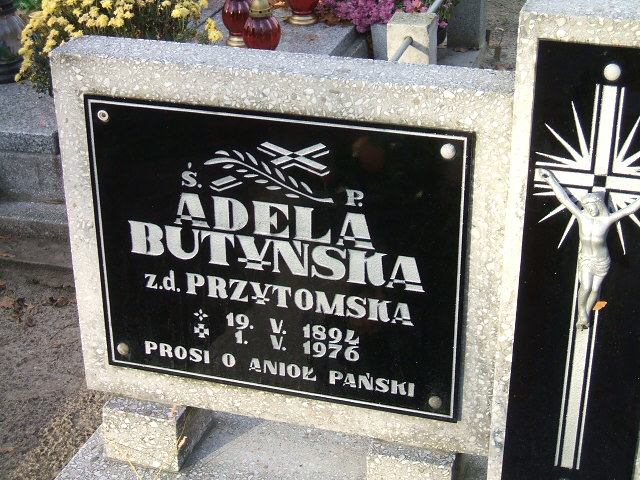 Ś. P.
ADELA
BUTYŃSKA
z.d. PRZYTOMSKA
19. V. 1894
1. V. 1976
PROSI O ANIOŁ PAŃSKI